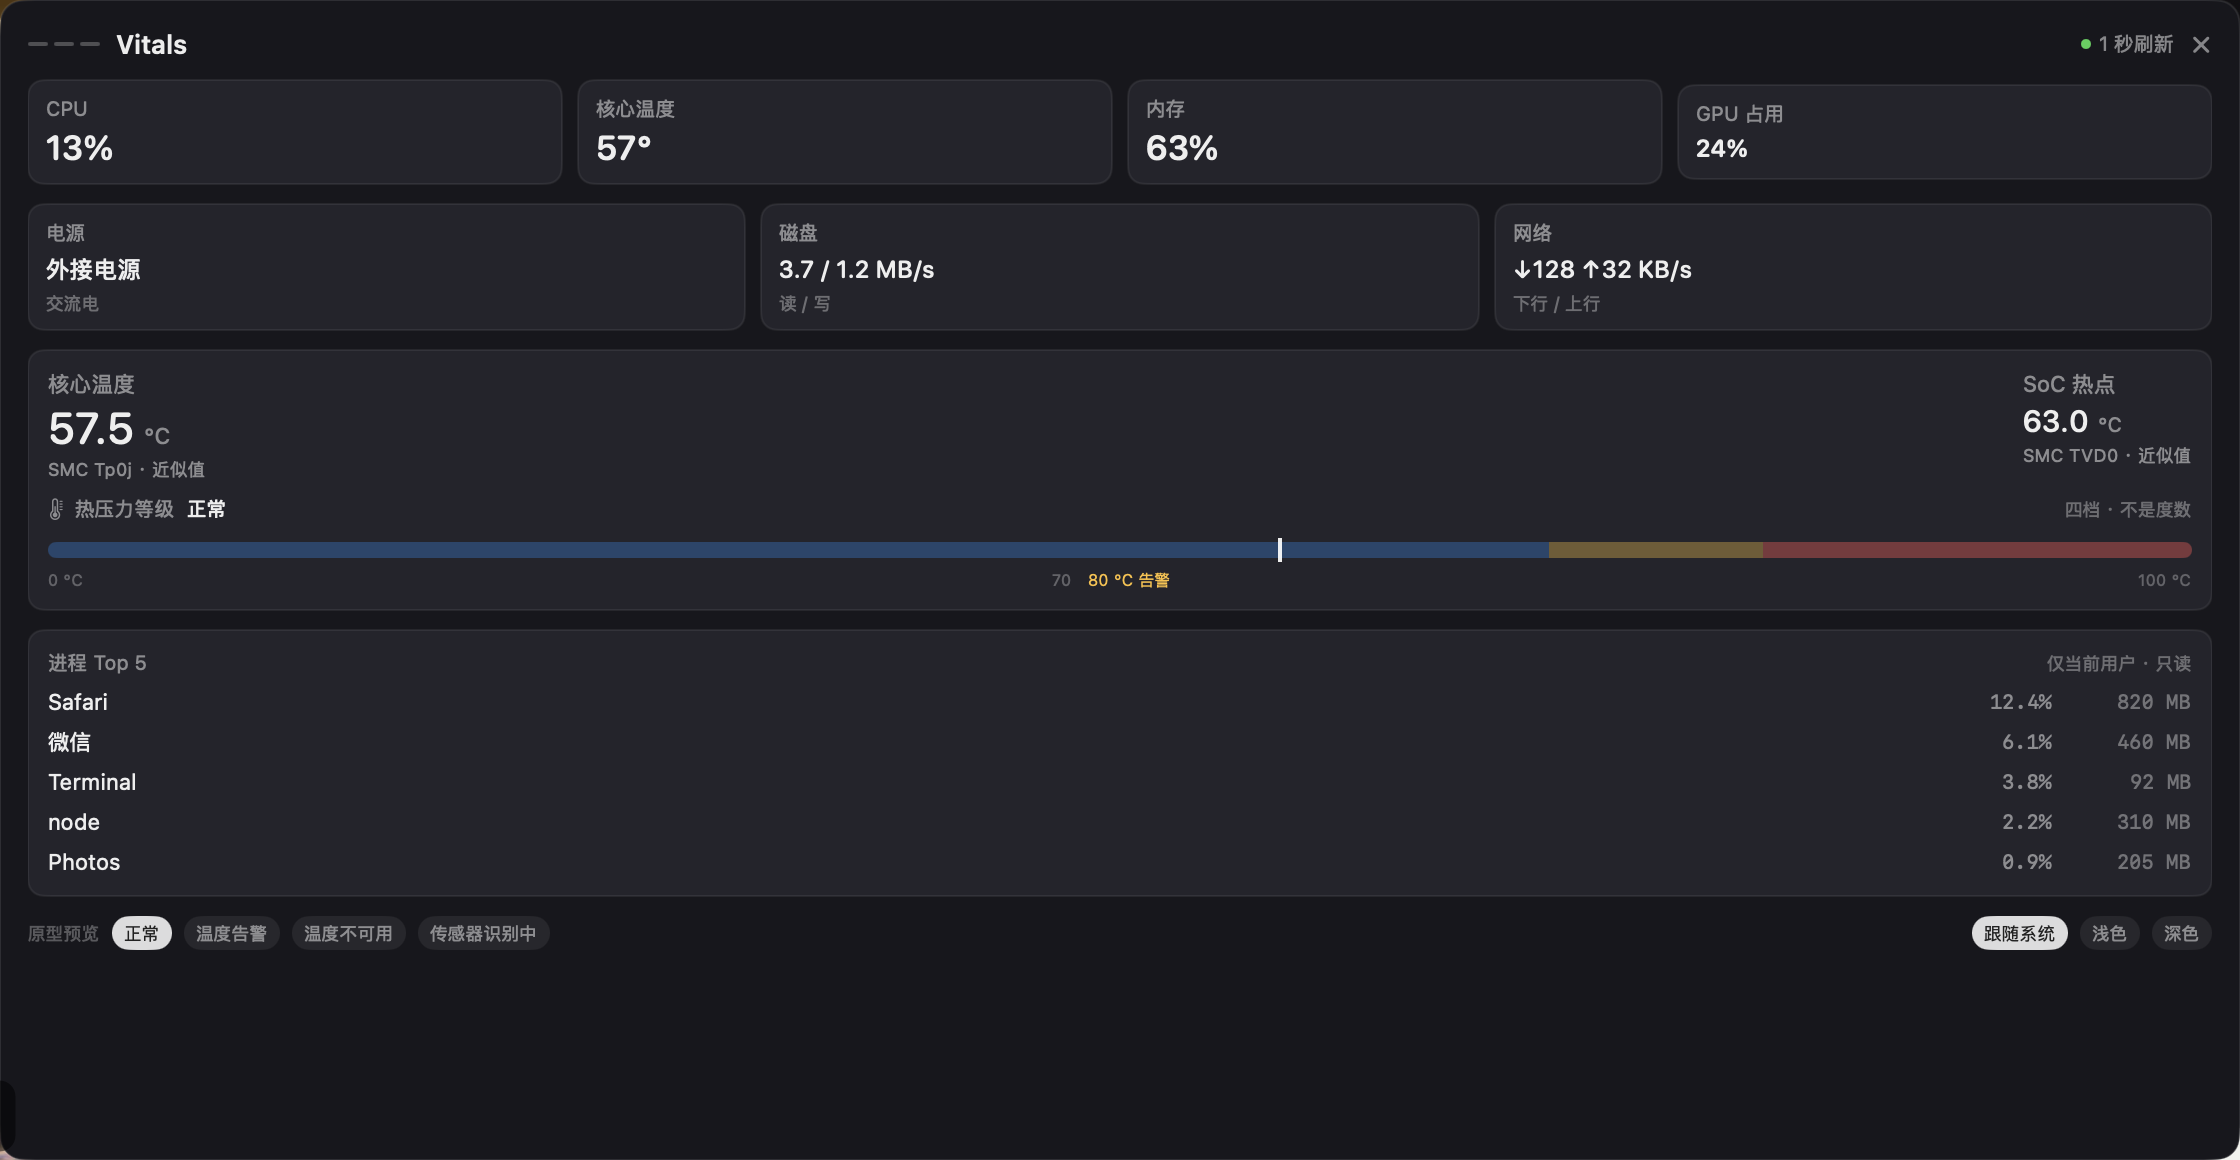 Vitals
1 秒刷新
CPU
13%
核心温度
57°
内存
63%
GPU 占用
24%
电源
外接电源
交流电
磁盘
3.7 / 1.2 MB/s
读 / 写
网络
↓128 ↑32 KB/s
下行 / 上行
核心温度
57.5 °C
SMC Tp0j · 近似值
SoC 热点
63.0 °C
SMC TVD0 · 近似值
热压力等级 正常
四档 · 不是度数
0 °C
70
80 °C 告警
100 °C
进程 Top 5
仅当前用户 · 只读
Safari 12.4% 820 MB
微信 6.1% 460 MB
Terminal 3.8% 92 MB
node 2.2% 310 MB
Photos 0.9% 205 MB
原型预览 正常 温度告警 温度不可用 传感器识别中
跟随系统 浅色 深色